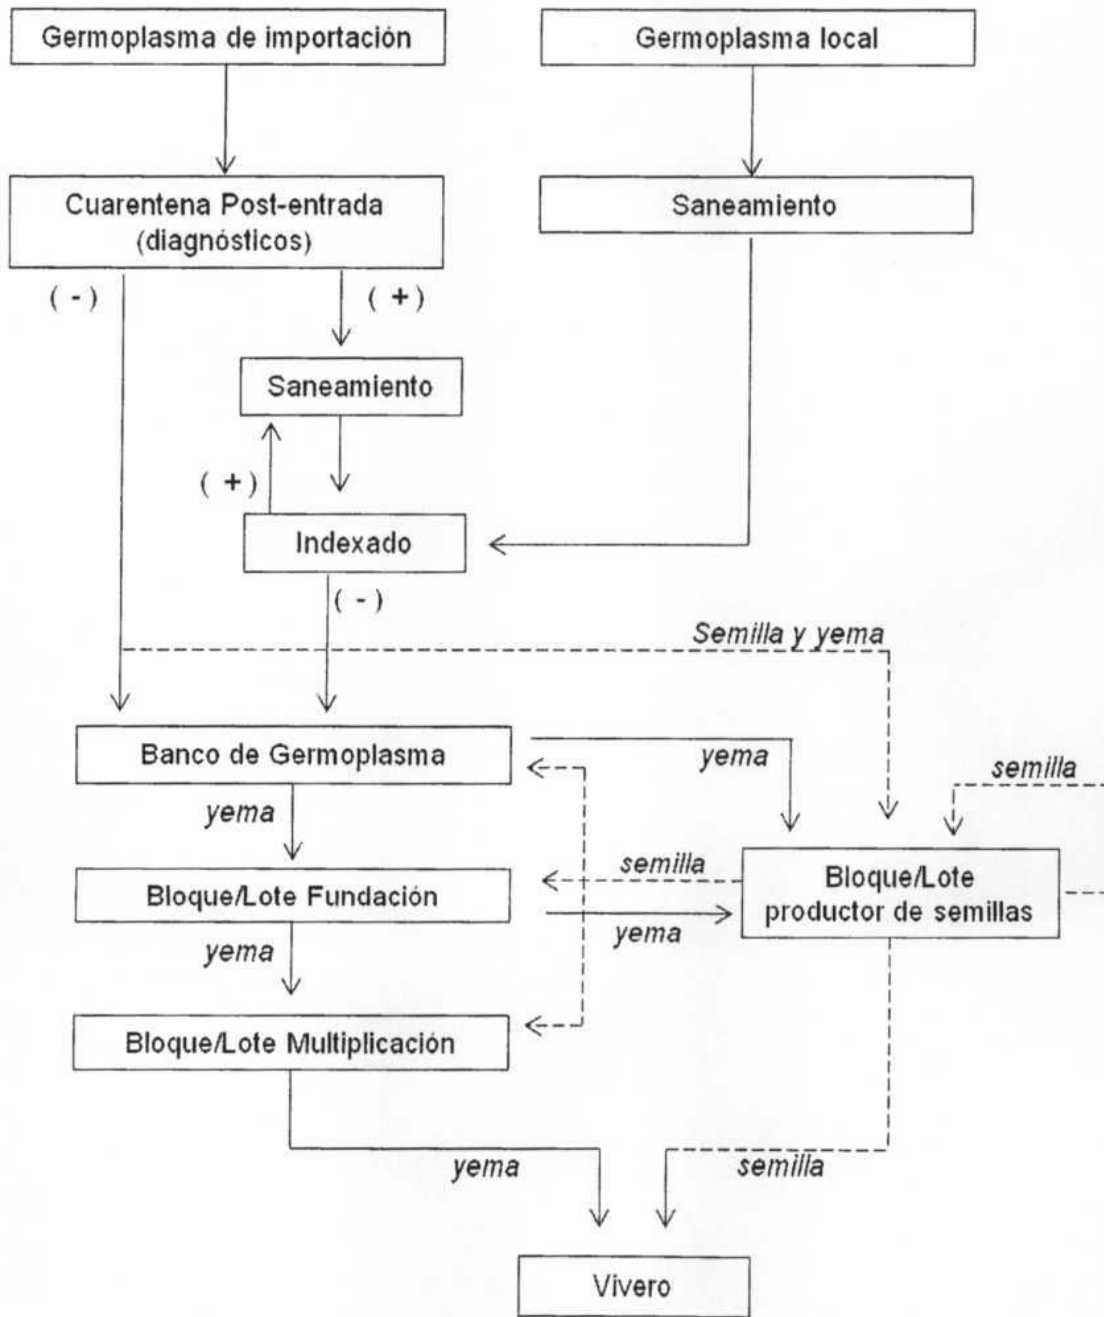 Germoplasma de importación
Germoplasma local
Cuarentena Post-entrada
(diagnósticos)
Saneamiento
( - )
( + )
Saneamiento
( + )
Indexado
( - )
Semilla y yema
Banco de Germoplasma
yema
semilla
yema
semilla
Bloque/Lote
productor de semillas
Bloque/Lote Fundación
yema
yema
Bloque/Lote Multiplicación
yema
semilla
Vivero